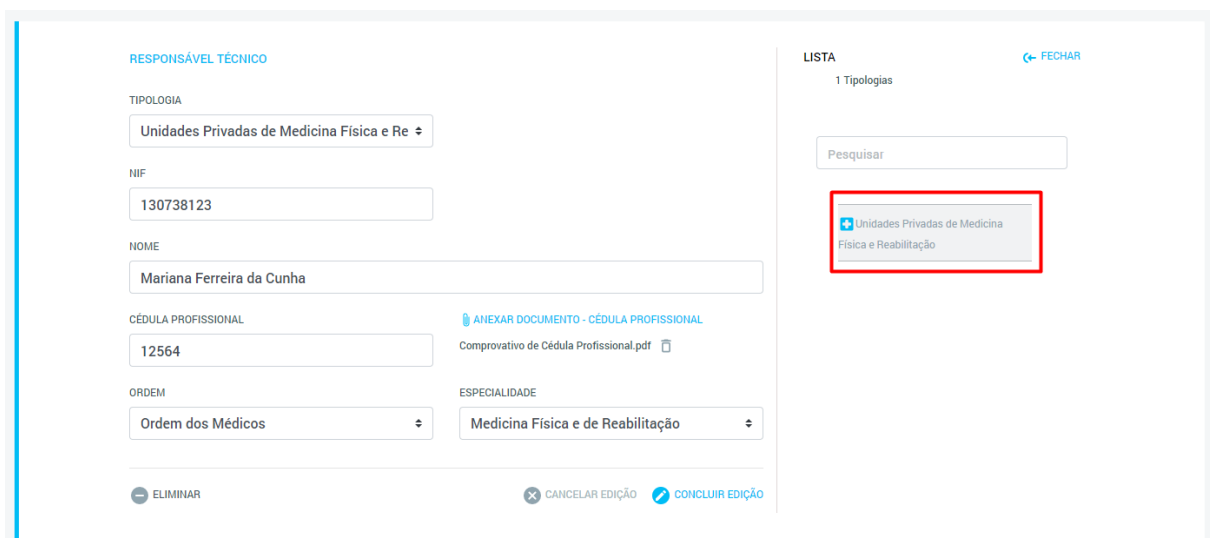 RESPONSÁVEL TÉCNICO
TIPOLOGIA
Unidades Privadas de Medicina Física e Re
NIF
130738123
NOME
Mariana Ferreira da Cunha
CÉDULA PROFISSIONAL
ANEXAR DOCUMENTO - CÉDULA PROFISSIONAL
12564
Comprovativo de Cédula Profissional.pdf
ORDEM
ESPECIALIDADE
Ordem dos Médicos
Medicina Física e de Reabilitação
ELIMINAR
CANCELAR EDIÇÃO
CONCLUIR EDIÇÃO
LISTA
FECHAR
1 Tipologias
Pesquisar
Unidades Privadas de Medicina
Física e Reabilitação